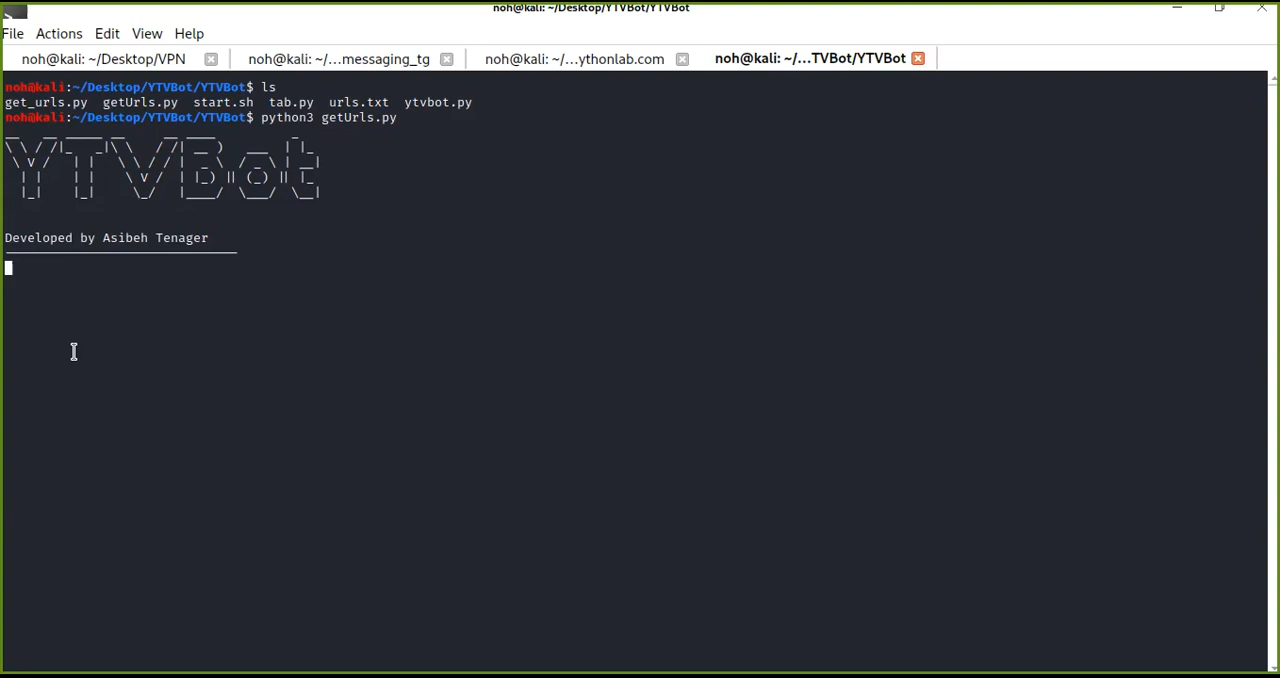 noh@kali: ~/Desktop/YTVBot/YTVBot
File Actions Edit View Help
noh@kali: ~/Desktop/VPN noh@kali: ~/...messaging_tg noh@kali: ~/...ythonlab.com noh@kali: ~/...TVBot/YTVBot
noh@kali:~/Desktop/YTVBot/YTVBot$ ls
get_urls.py getUrls.py start.sh tab.py urls.txt ytvbot.py
noh@kali:~/Desktop/YTVBot/YTVBot$ python3 getUrls.py
YTVBot
Developed by Asibeh Tenager